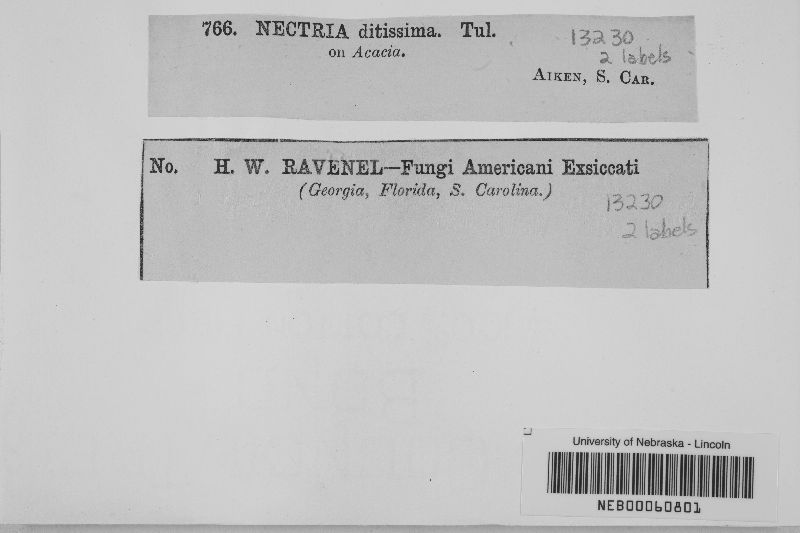 766. NECTRIA ditissima. Tul.
on Acacia.
13230
2 labels
AIKEN, S. CAR.
No. H. W. RAVENEL—Fungi Americani Exsiccati
(Georgia, Florida, S. Carolina.)
13230
2 labels
University of Nebraska - Lincoln
NEB00060801